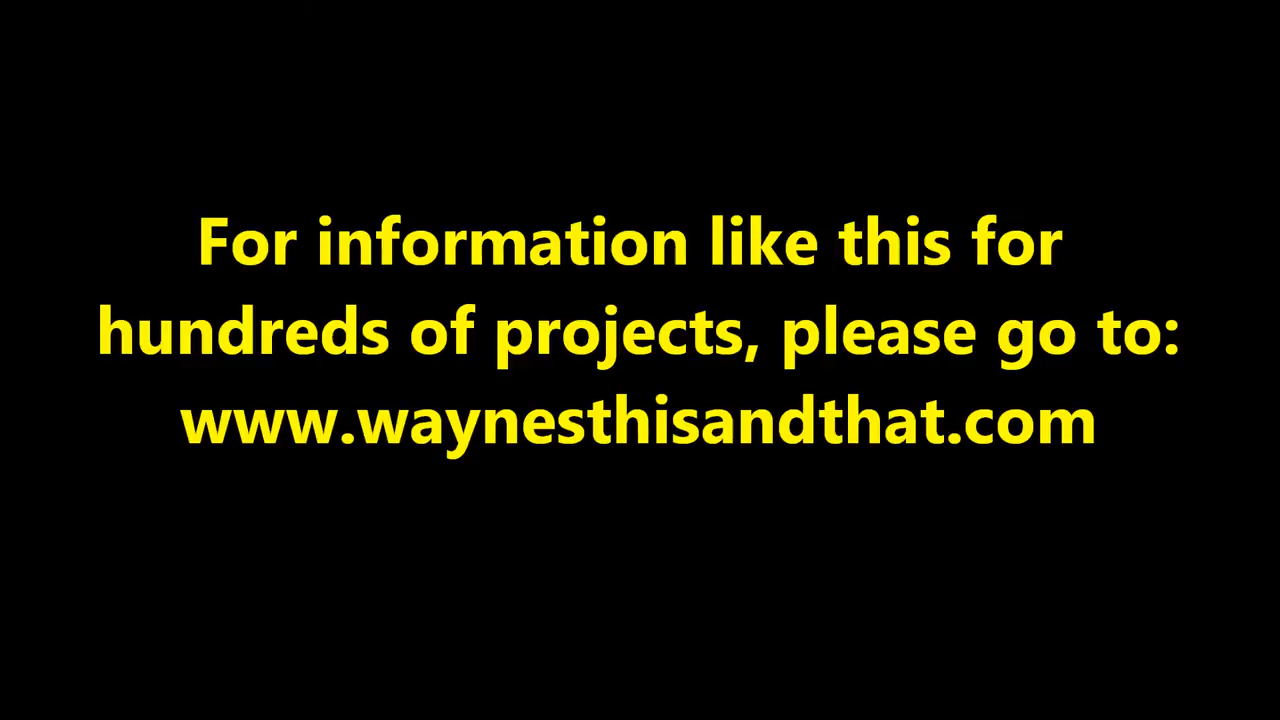 For information like this for
hundreds of projects, please go to:
www.waynesthisandthat.com